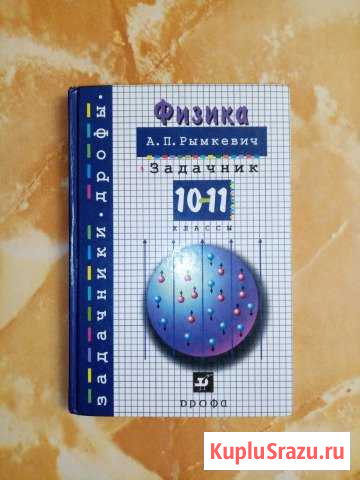 задачники·дрофы·
Физика
А.П.Рымкевич
Задачник
10-11
классы
дрофа
KupluSrazu.ru